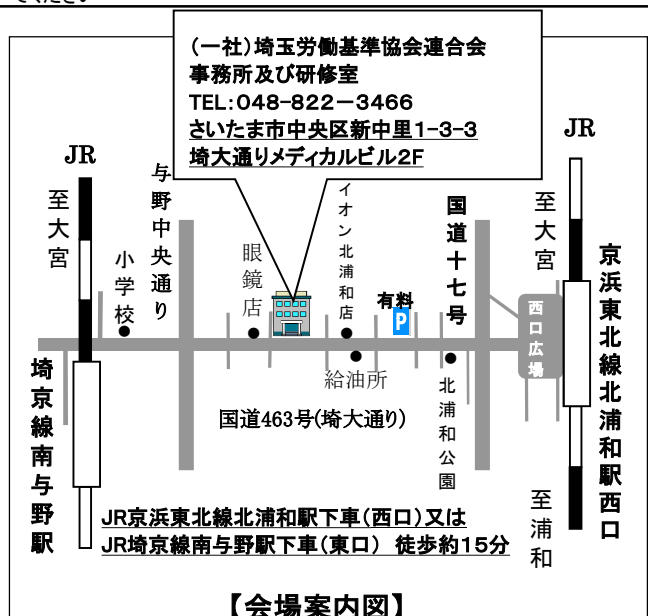 てください
(一社)埼玉労働基準協会連合会
事務所及び研修室
TEL:048-822-3466
さいたま市中央区新中里1-3-3
埼大通りメディカルビル2F
JR
至大宮
小学校
与野中央通り
眼鏡店
イオン北浦和店
有料
P
国道十七号
JR
至大宮
西口広場
京浜東北線北浦和駅西口
埼京線南与野駅
給油所
北浦和公園
国道463号(埼大通り)
至浦和
JR京浜東北線北浦和駅下車(西口)又は
JR埼京線南与野駅下車(東口) 徒歩約15分
【会場案内図】